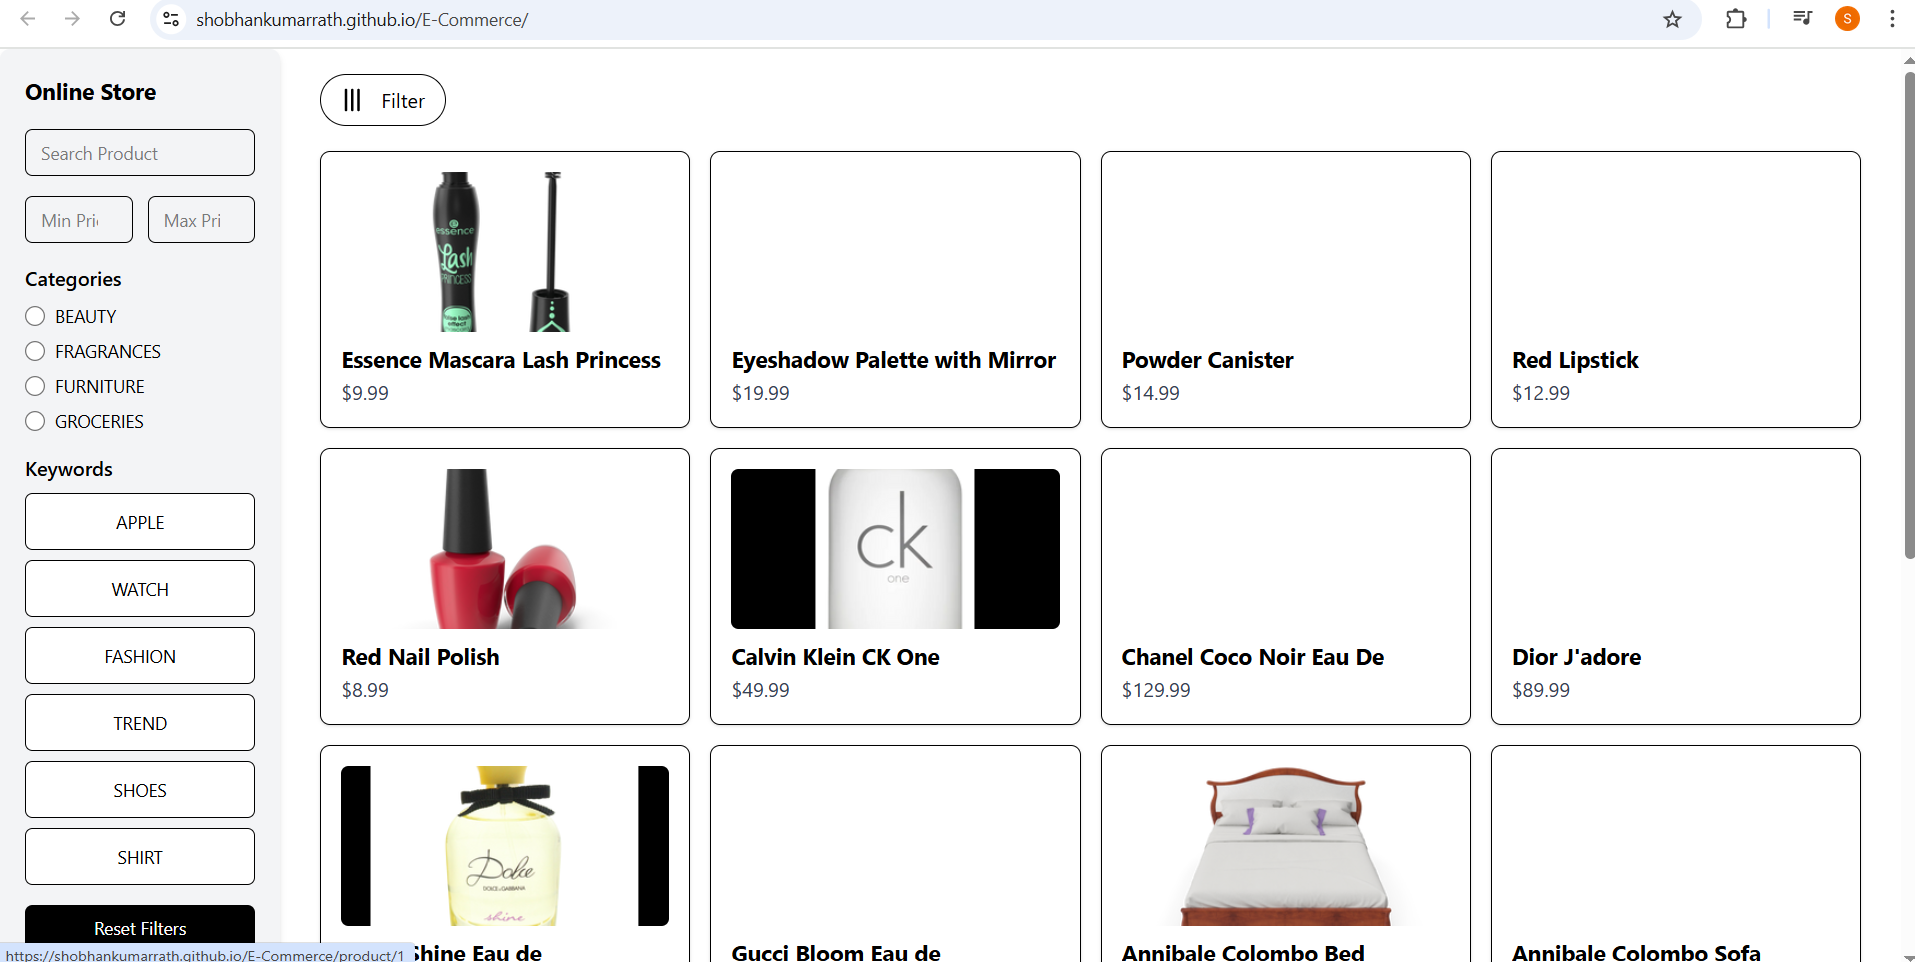 shobhankumarrath.github.io/E-Commerce/
S
Online Store
Search Product
Min Pri
Max Pri
Categories
BEAUTY
FRAGRANCES
FURNITURE
GROCERIES
Keywords
APPLE
WATCH
FASHION
TREND
SHOES
SHIRT
Reset Filters
https://shobhankumarrath.github.io/E-Commerce/product/1
Filter
essence
Lash
PRINCESS
false lash
effect
Essence Mascara Lash Princess
$9.99
Eyeshadow Palette with Mirror
$19.99
Powder Canister
$14.99
Red Lipstick
$12.99
Red Nail Polish
$8.99
ck
one
Calvin Klein CK One
$49.99
Chanel Coco Noir Eau De
$129.99
Dior J'adore
$89.99
Dolce
DOLCE & GABBANA
shine
Shine Eau de
Gucci Bloom Eau de
Annibale Colombo Bed
Annibale Colombo Sofa